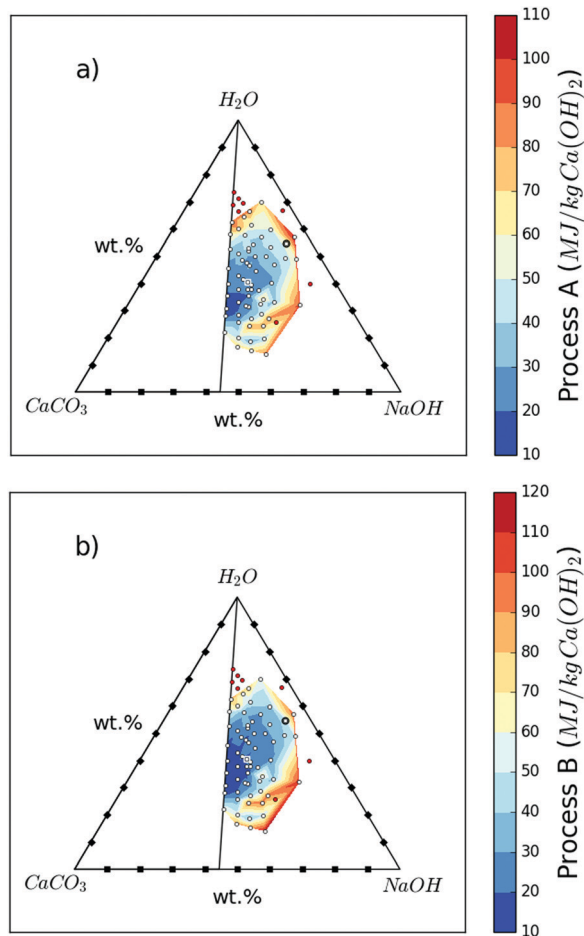 a)
H2O
wt.%
CaCO3
NaOH
wt.%
110
100
90
80
70
60
50
40
30
20
10
Process A (MJ/kgCa(OH)2)
b)
H2O
wt.%
CaCO3
NaOH
wt.%
120
110
100
90
80
70
60
50
40
30
20
10
Process B (MJ/kgCa(OH)2)